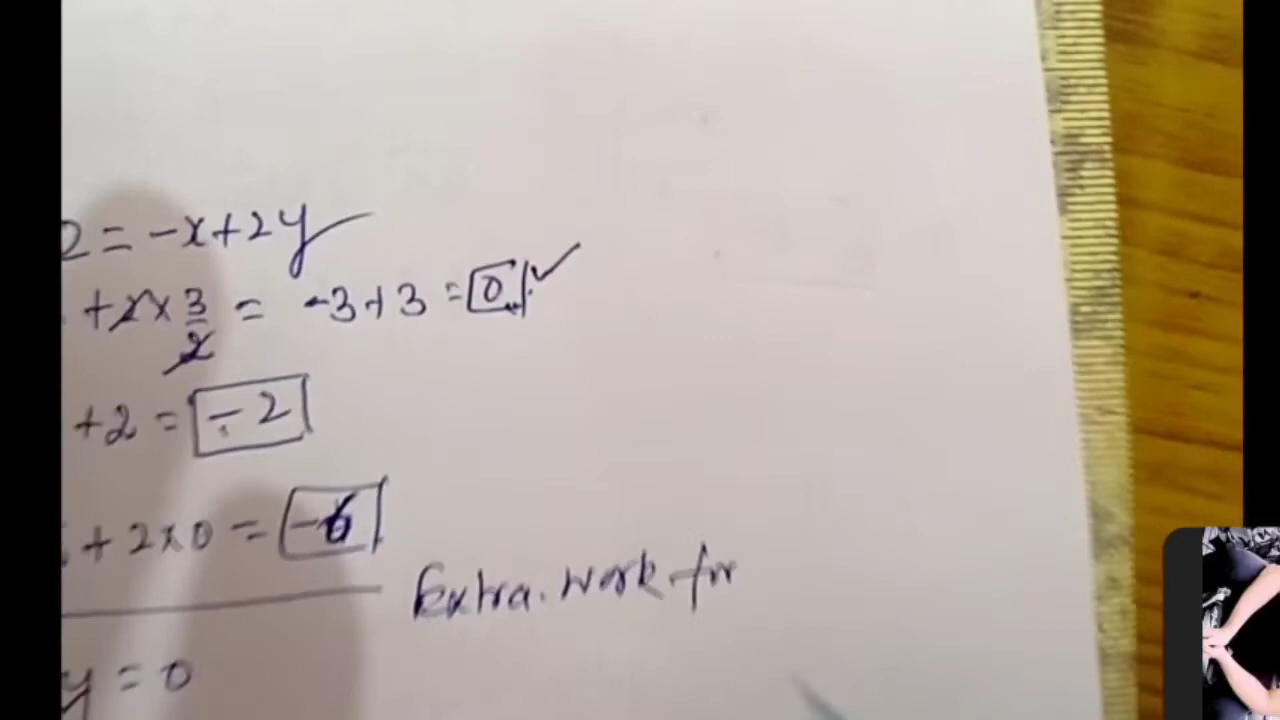 2 = -x+2y
+2× 3/2 = -3+3 = 0
+2 = -2
+ 2×0 = -6
Extra. work for
y = 0